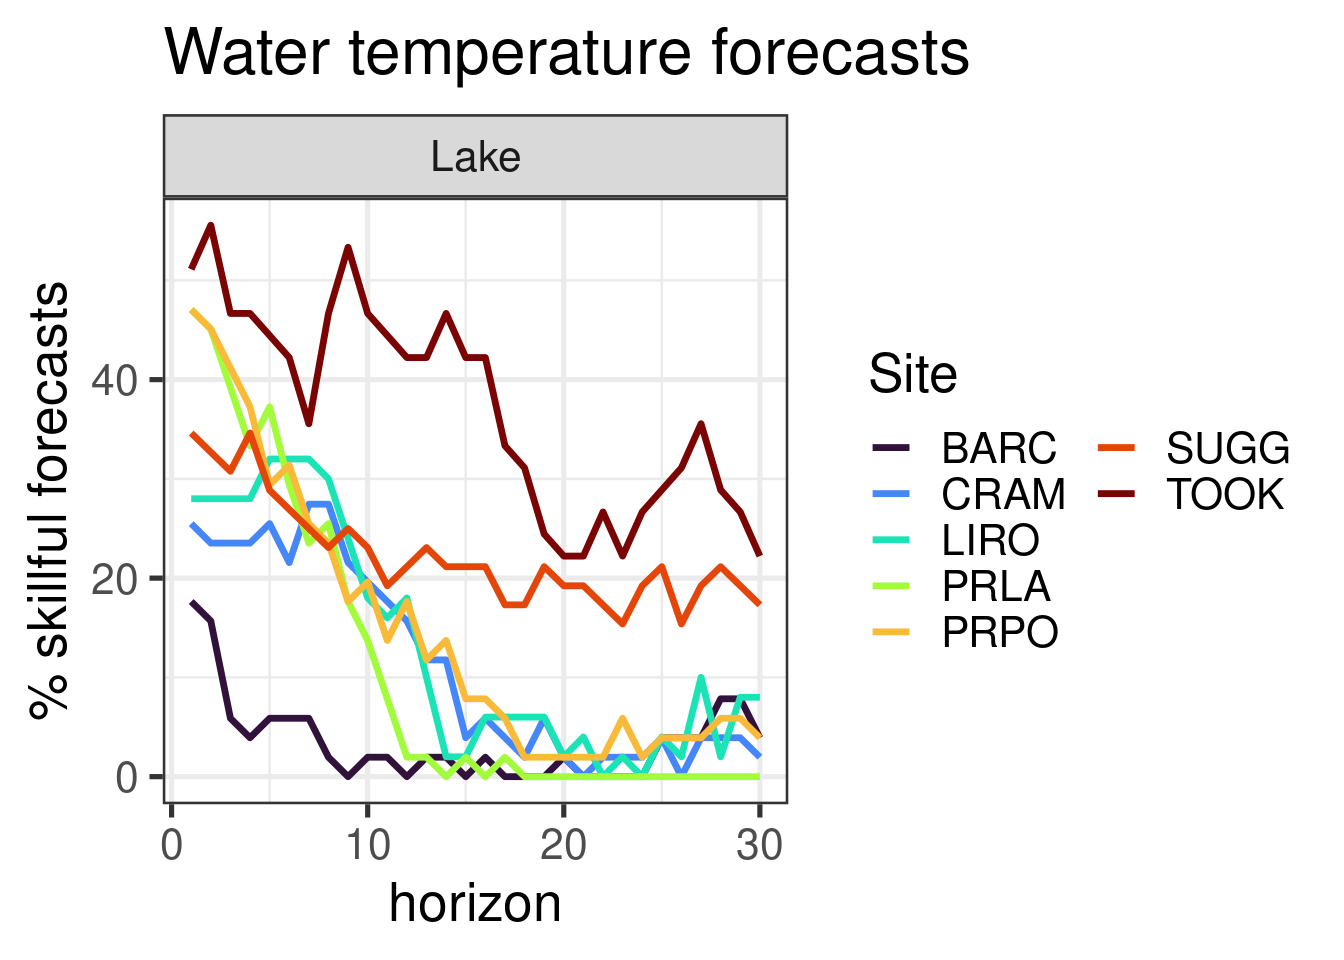 Water temperature forecasts
Lake
% skillful forecasts
40
20
0
0 10 20 30
horizon
Site
BARC SUGG
CRAM TOOK
LIRO
PRLA
PRPO